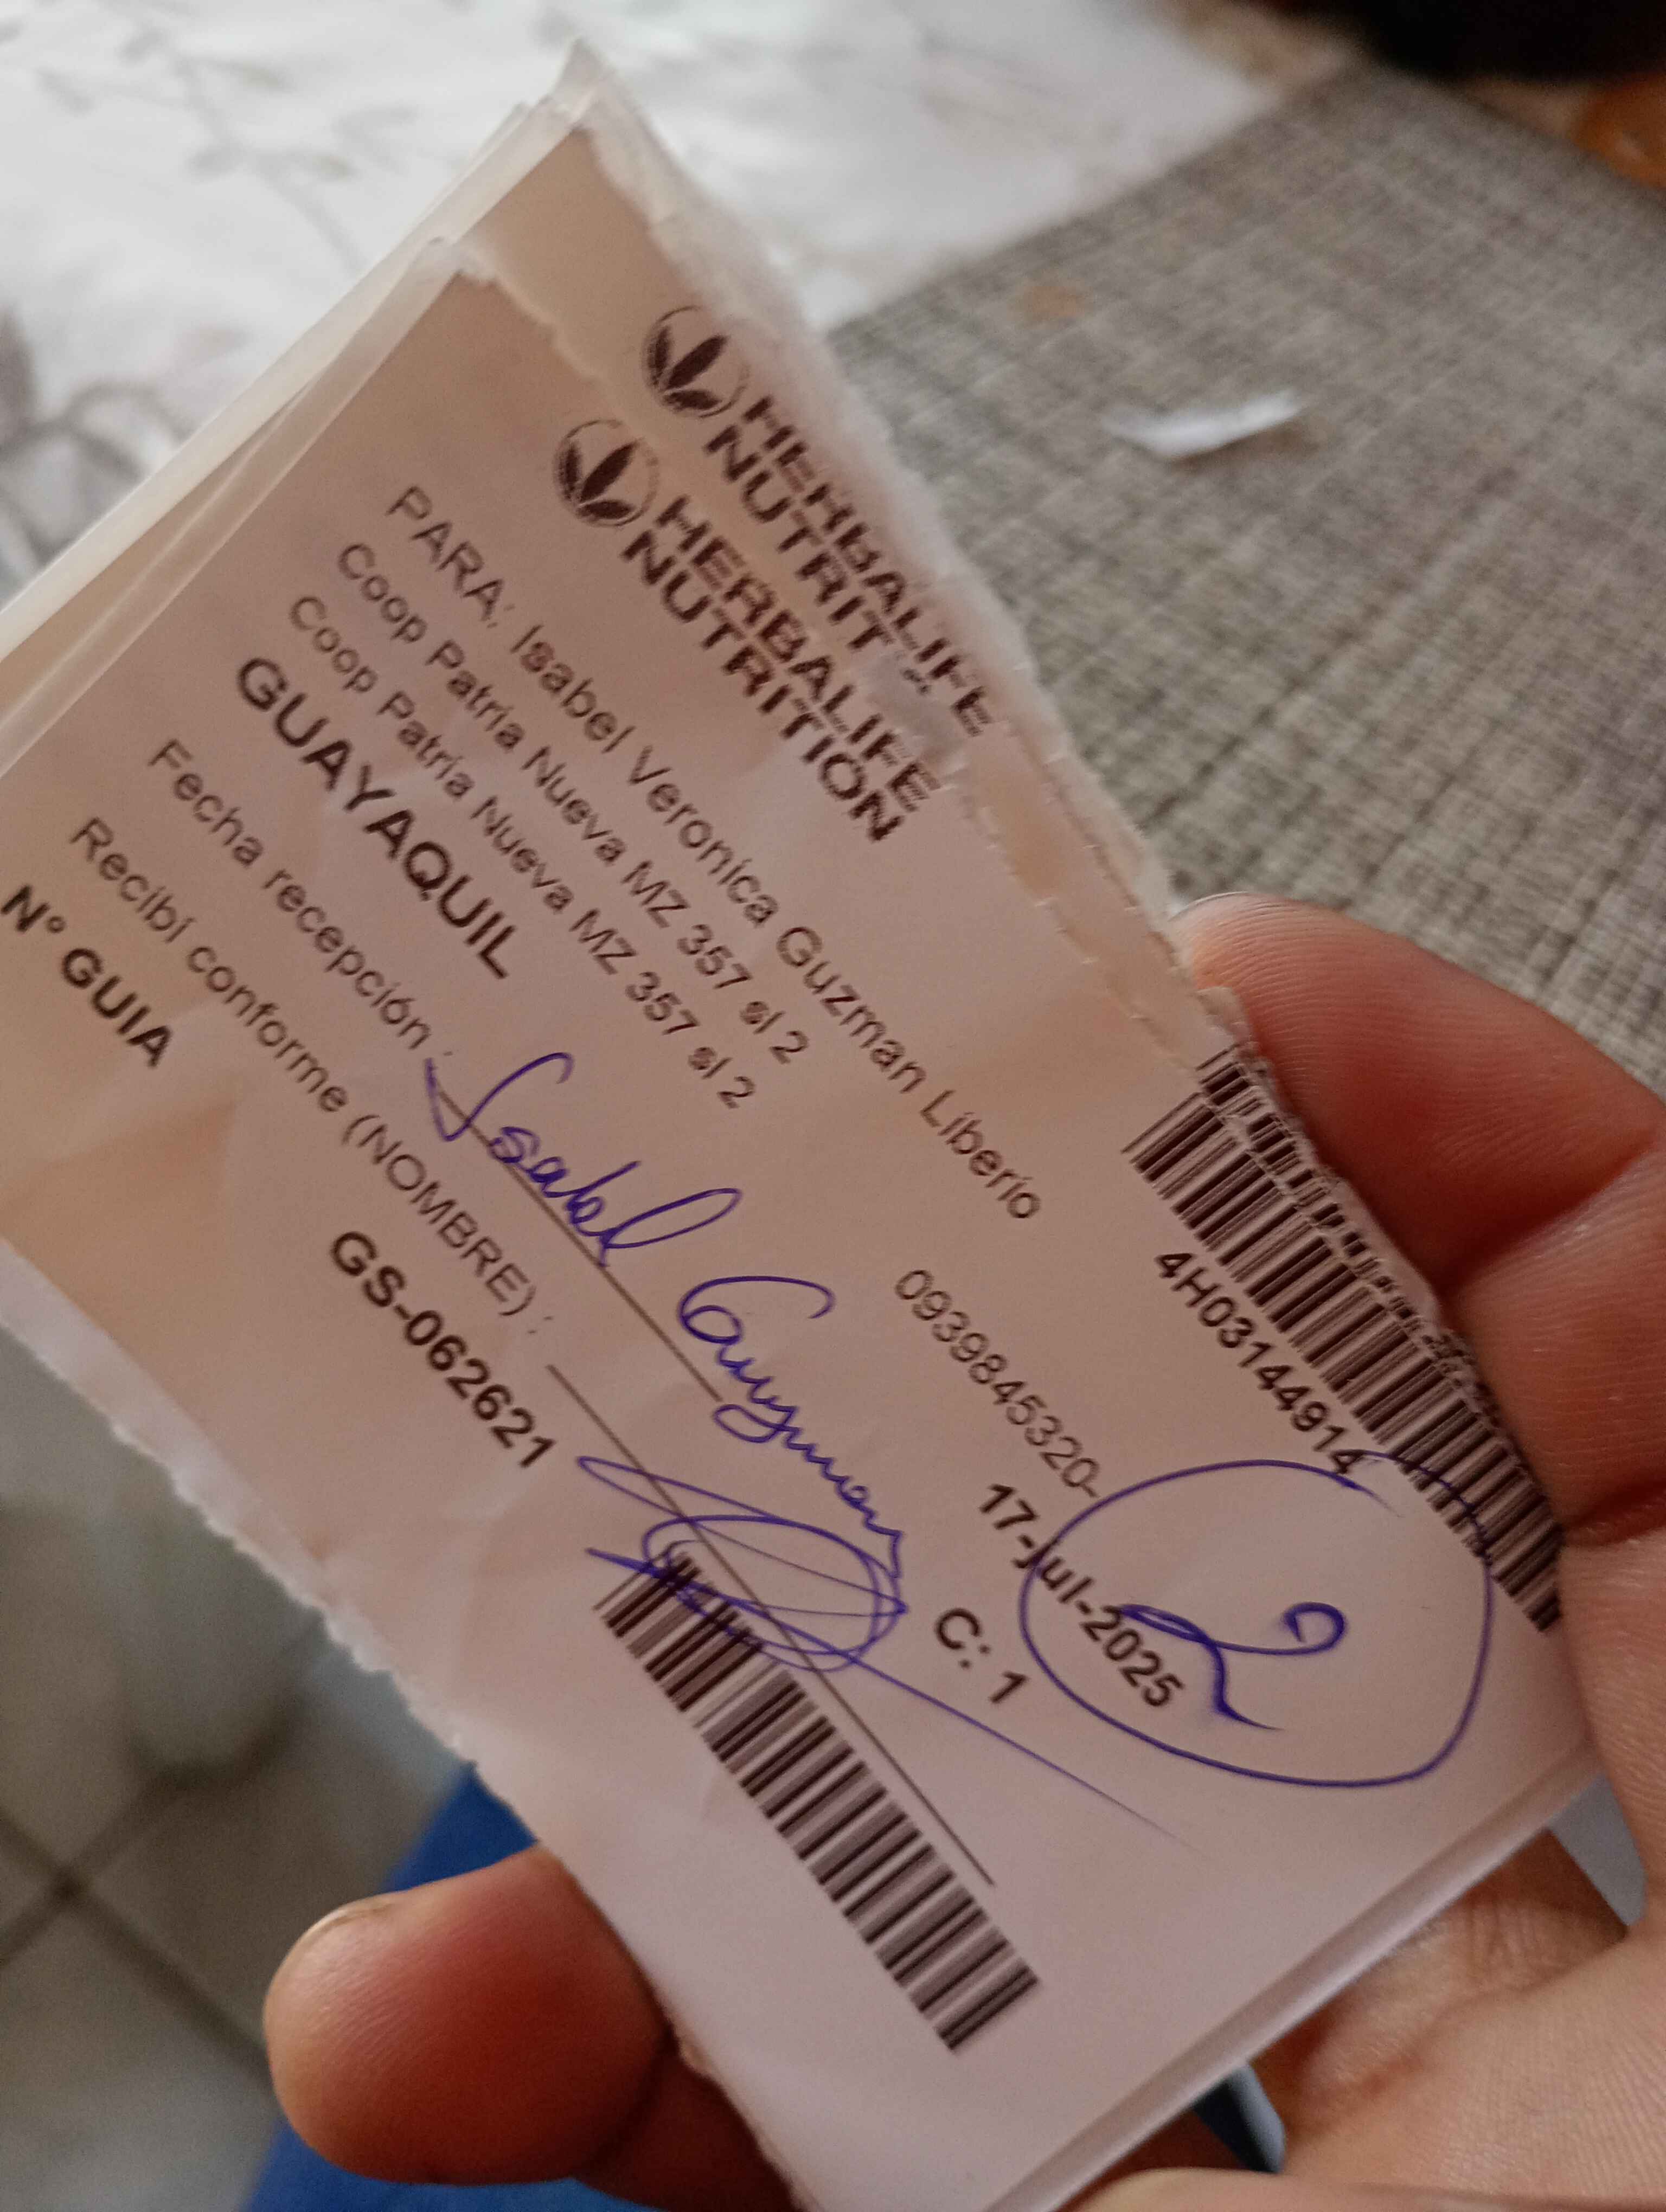 HERBALIFE
NUTRITION
HERBALIFE
NUTRITION
4H03144914
PARA: Isabel Veronica Guzman Liberio
Coop Patria Nueva MZ 357 sl 2
0939845320-
Coop Patria Nueva MZ 357 sl 2
17-jul-2025
2
GUAYAQUIL
C: 1
Fecha recepción : Isabel Guzman
Recibí conforme (NOMBRE) :
N° GUIA
GS-062621